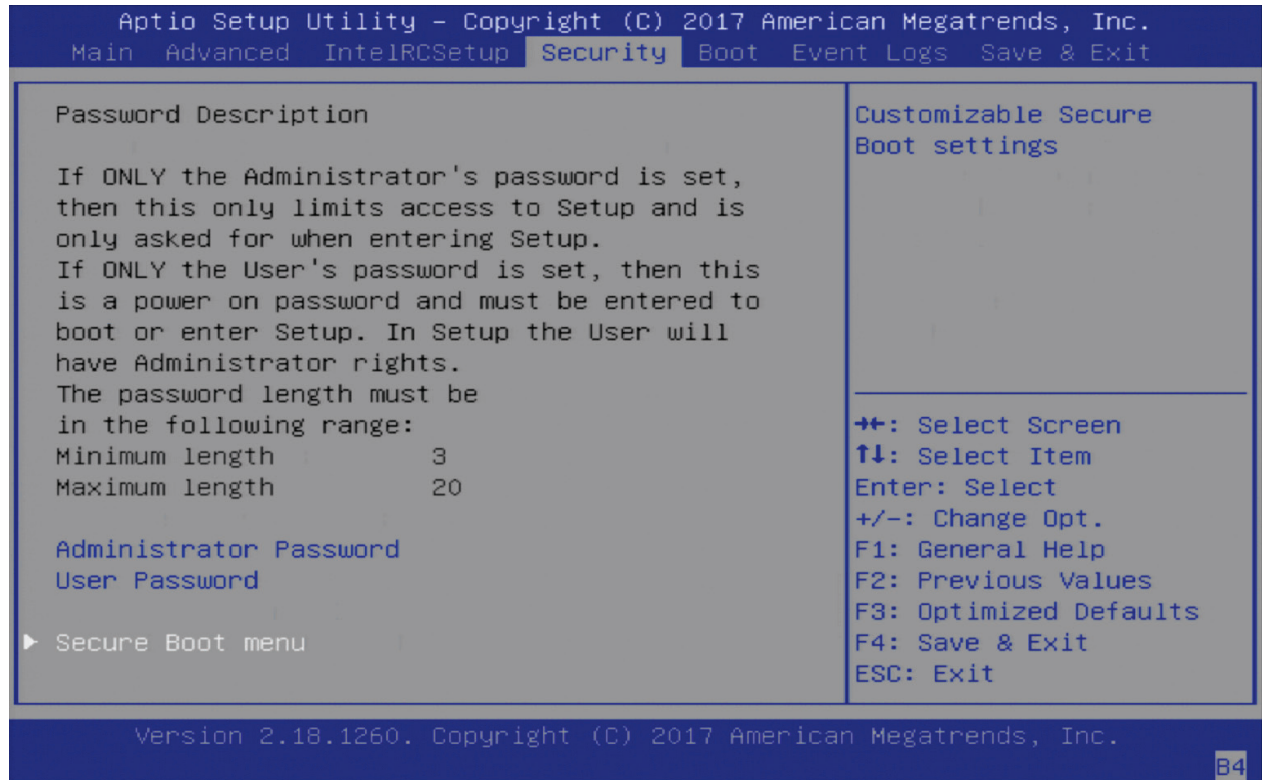 Aptio Setup Utility – Copyright (C) 2017 American Megatrends, Inc.
Main Advanced IntelRCSetup Security Boot Event Logs Save & Exit
Password Description
If ONLY the Administrator's password is set,
then this only limits access to Setup and is
only asked for when entering Setup.
If ONLY the User's password is set, then this
is a power on password and must be entered to
boot or enter Setup. In Setup the User will
have Administrator rights.
The password length must be
in the following range:
Minimum length 3
Maximum length 20
Administrator Password
User Password
▶ Secure Boot menu
Customizable Secure
Boot settings
→←: Select Screen
↑↓: Select Item
Enter: Select
+/-: Change Opt.
F1: General Help
F2: Previous Values
F3: Optimized Defaults
F4: Save & Exit
ESC: Exit
Version 2.18.1260. Copyright (C) 2017 American Megatrends, Inc.
B4